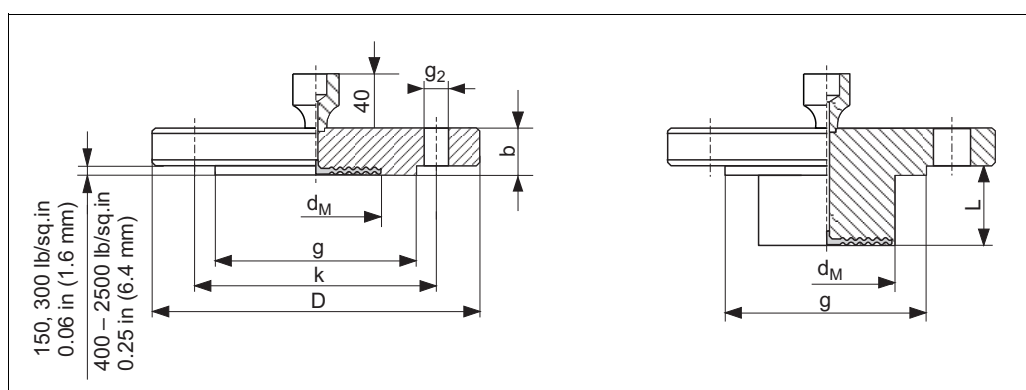 40
g2
b
dM
g
k
D
150, 300 lb/sq.in
0.06 in (1.6 mm)
400 – 2500 lb/sq.in
0.25 in (6.4 mm)
L
dM
g